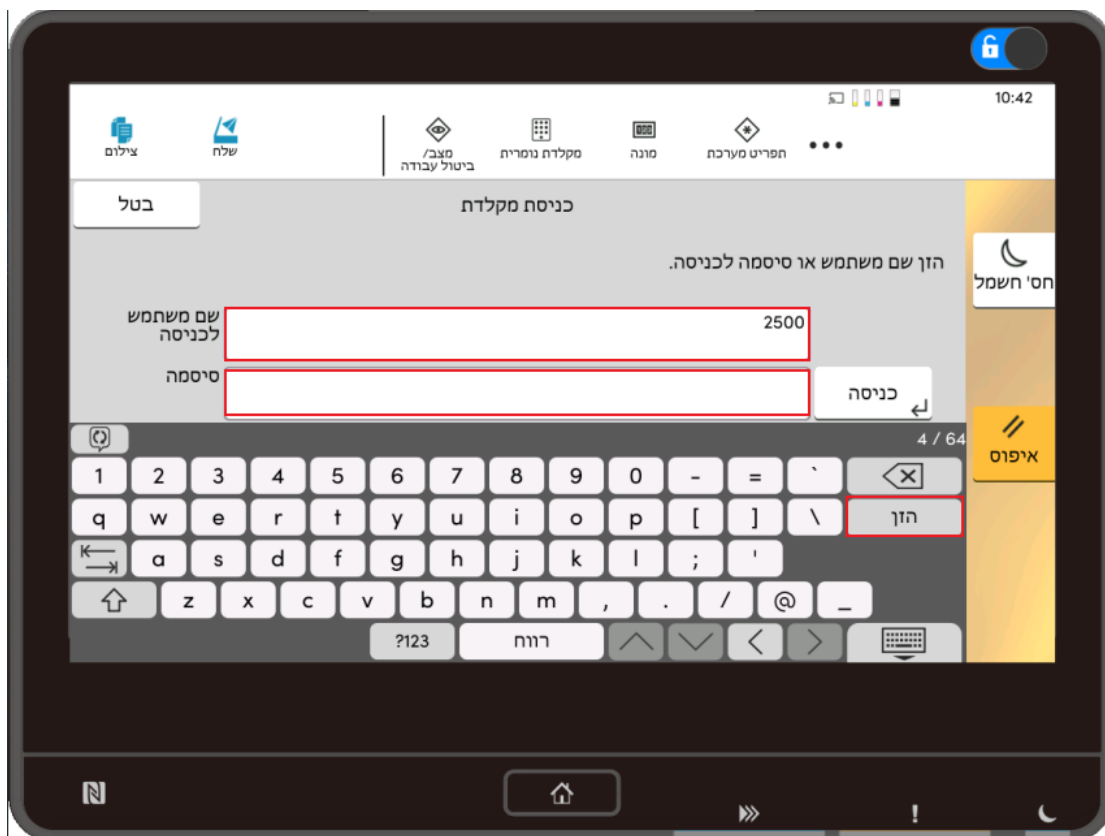 10:42
צילום
שלח
מצב/
ביטול עבודה
מקלדת נומרית
מונה
תפריט מערכת
בטל
כניסת מקלדת
הזן שם משתמש או סיסמה לכניסה.
חס' חשמל
שם משתמש
לכניסה
2500
סיסמה
כניסה
איפוס
4 / 64
1 2 3 4 5 6 7 8 9 0 - = `
q w e r t y u i o p [ ] \ הזן
a s d f g h j k l ; '
z x c v b n m , . / @ _
?123 רווח